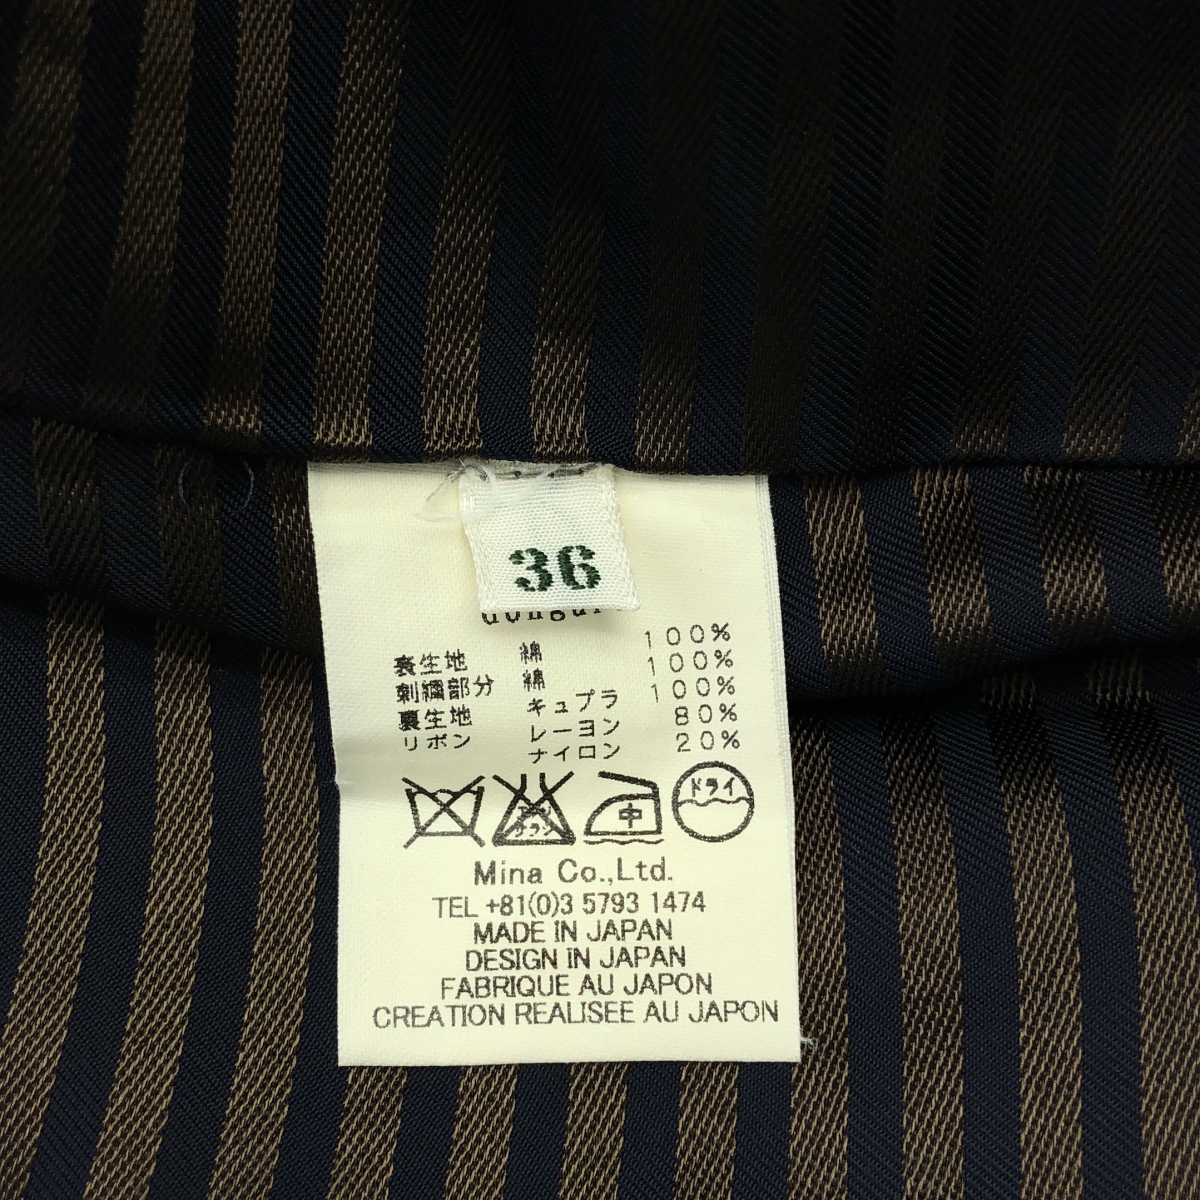 36
表生地 綿 100%
刺繍部分 綿 100%
裏生地 キュプラ 100%
リボン レーヨン 80%
ナイロン 20%
中
ドライ
Mina Co.,Ltd.
TEL +81(0)3 5793 1474
MADE IN JAPAN
DESIGN IN JAPAN
FABRIQUE AU JAPON
CREATION REALISEE AU JAPON